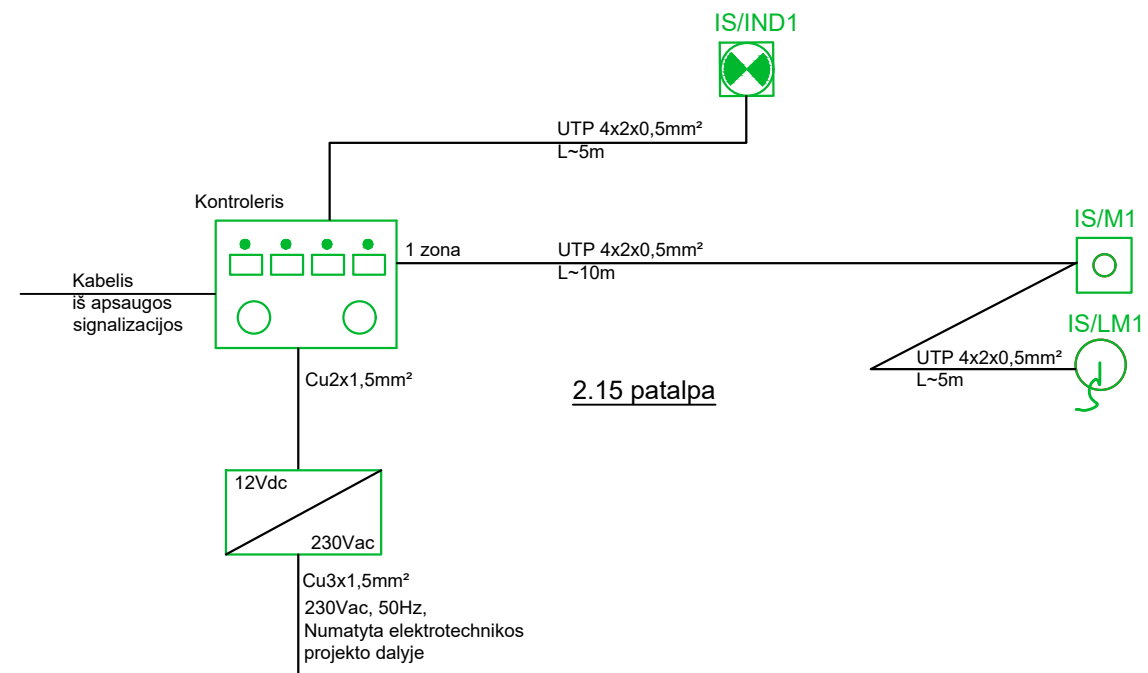 IS/IND1
UTP 4x2x0,5mm²
L~5m
Kontroleris
1 zona
UTP 4x2x0,5mm²
L~10m
IS/M1
Kabelis
iš apsaugos
signalizacijos
IS/LM1
UTP 4x2x0,5mm²
L~5m
Cu2x1,5mm²
2.15 patalpa
12Vdc
230Vac
Cu3x1,5mm²
230Vac, 50Hz,
Numatyta elektrotechnikos
projekto dalyje